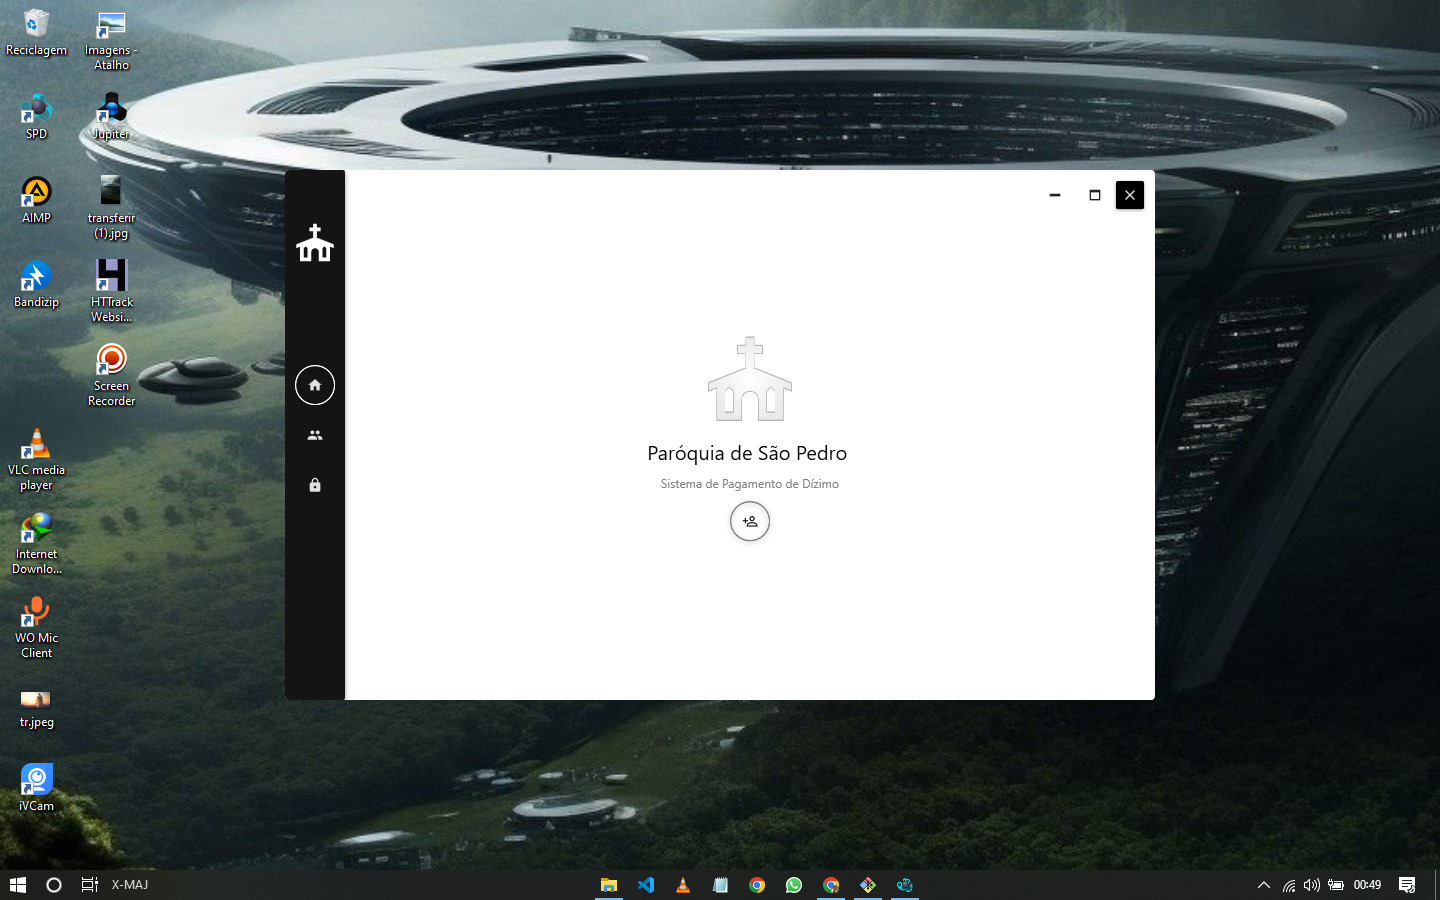 Reciclagem
Imagens -
Atalho
SPD
Jupiter
AIMP
transferir
(1).jpg
Bandizip
HTTrack
Websi...
Screen
Recorder
VLC media
player
Internet
Downlo...
WO Mic
Client
tr.jpeg
iVCam
Paróquia de São Pedro
Sistema de Pagamento de Dízimo
X-MAJ
00:49